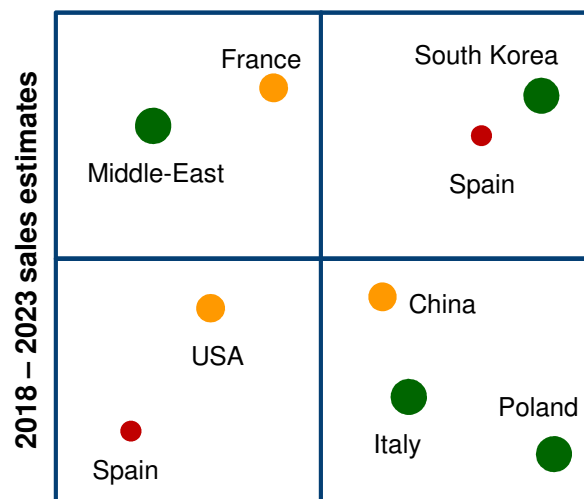 2018 – 2023 sales estimates
France
South Korea
Middle-East
Spain
China
USA
Poland
Italy
Spain